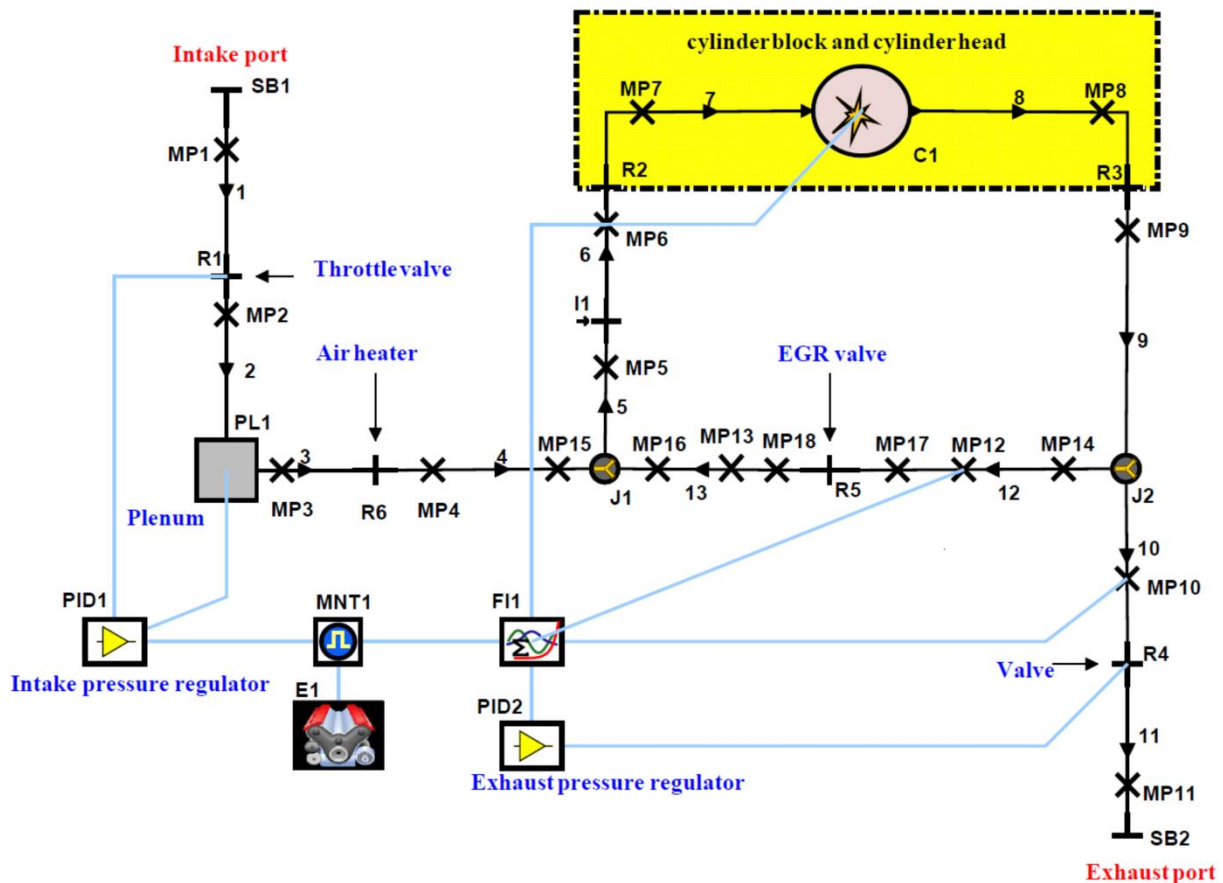 cylinder block and cylinder head
Intake port
SB1
MP7
7
8
MP8
MP1
C1
1
R2
R3
MP6
MP9
R1
Throttle valve
6
MP2
I1
9
Air heater
EGR valve
MP5
2
5
PL1
3
4
MP15
MP16
MP13
MP18
MP17
MP12
MP14
MP3
R6
MP4
J1
13
R5
12
J2
Plenum
10
MP10
PID1
MNT1
FI1
Σ
Valve
R4
Intake pressure regulator
E1
PID2
11
Exhaust pressure regulator
MP11
SB2
Exhaust port